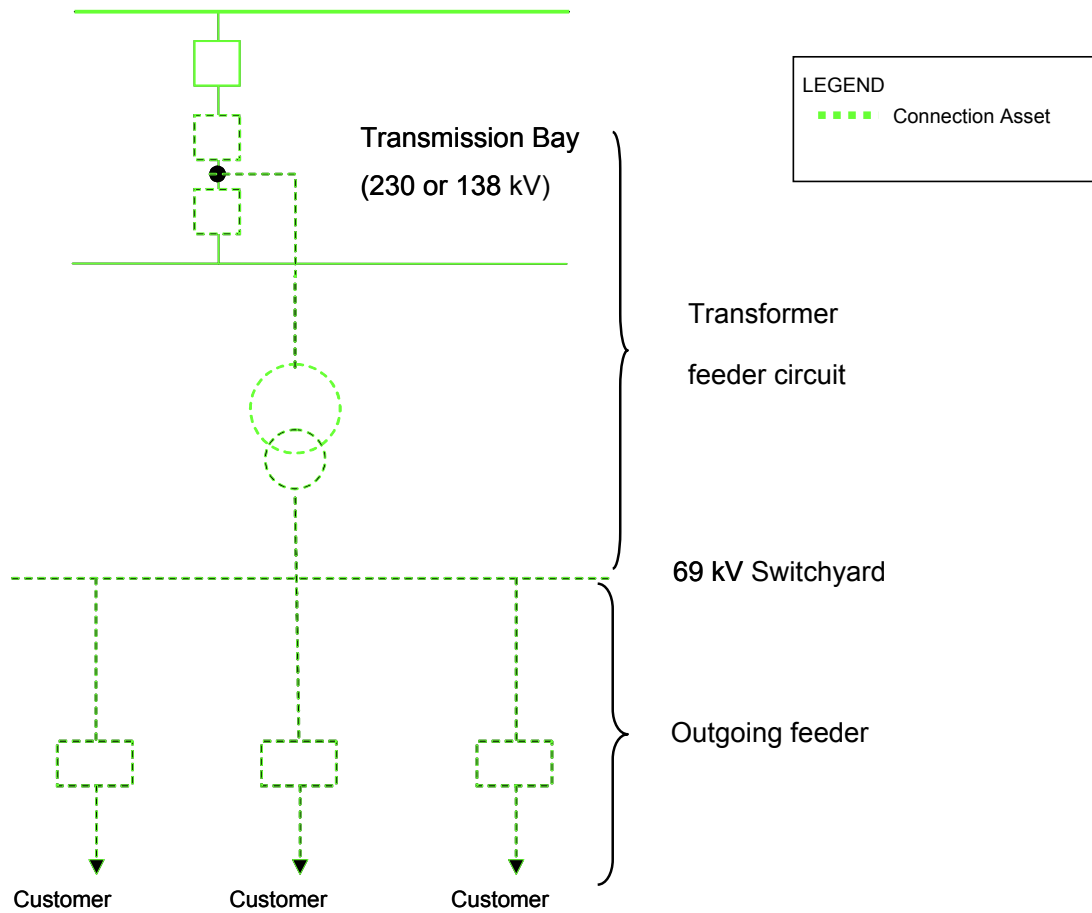 LEGEND
Connection Asset
Transmission Bay
(230 or 138 kV)
Transformer
feeder circuit
69 kV Switchyard
Outgoing feeder
Customer
Customer
Customer